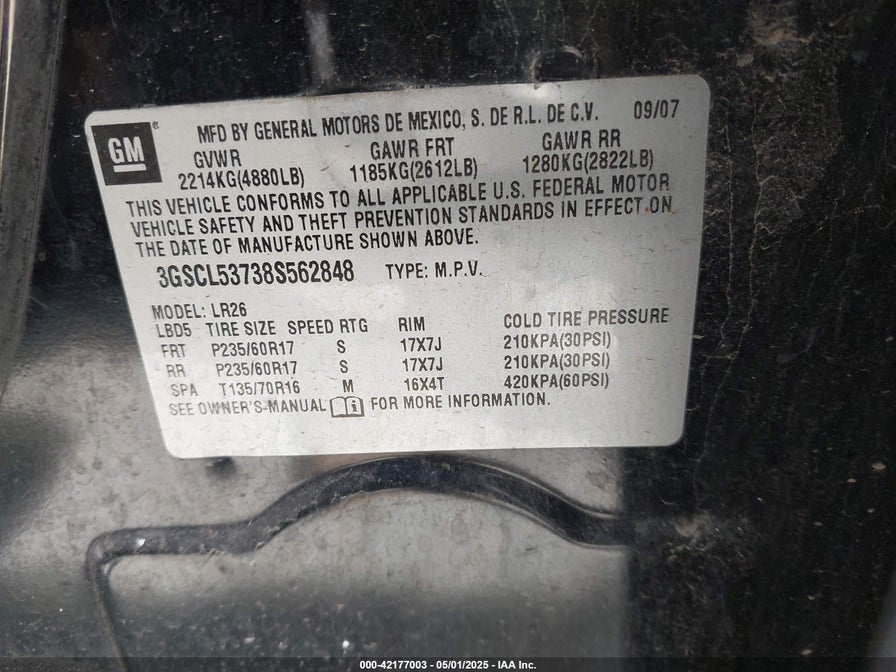 GM ® MFD BY GENERAL MOTORS DE MEXICO, S. DE R.L. DE C.V. 09/07
GVWR GAWR FRT GAWR RR
2214KG(4880LB) 1185KG(2612LB) 1280KG(2822LB)
THIS VEHICLE CONFORMS TO ALL APPLICABLE U.S. FEDERAL MOTOR
VEHICLE SAFETY AND THEFT PREVENTION STANDARDS IN EFFECT ON
THE DATE OF MANUFACTURE SHOWN ABOVE.
3GSCL53738S562848 TYPE: M.P.V.
MODEL: LR26
LBD5 TIRE SIZE SPEED RTG RIM COLD TIRE PRESSURE
FRT P235/60R17 S 17X7J 210KPA(30PSI)
RR P235/60R17 S 17X7J 210KPA(30PSI)
SPA T135/70R16 M 16X4T 420KPA(60PSI)
SEE OWNER'S MANUAL i FOR MORE INFORMATION.
000-42177003 — 05/01/2025 — IAA Inc.